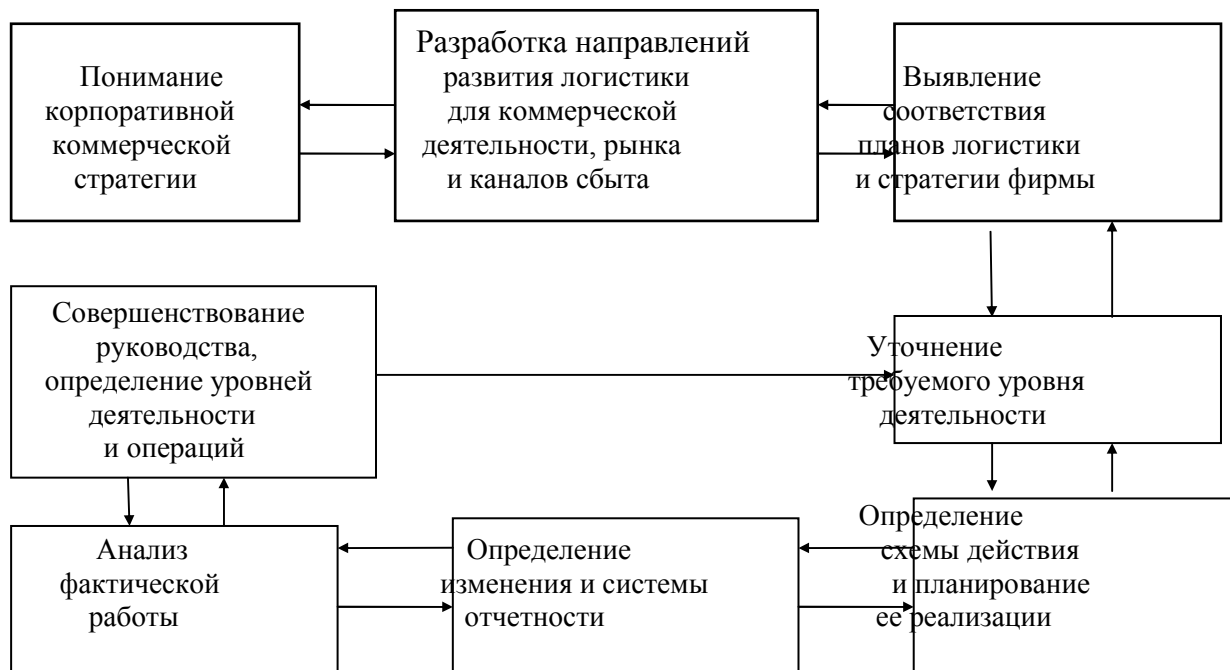 Понимание
корпоративной
коммерческой
стратегии
Разработка направлений
развития логистики
для коммерческой
деятельности, рынка
и каналов сбыта
Выявление
соответствия
планов логистики
и стратегии фирмы
Совершенствование
руководства,
определение уровней
деятельности
и операций
Уточнение
требуемого уровня
деятельности
Анализ
фактической
работы
Определение
изменения и системы
отчетности
Определение
схемы действия
и планирование
ее реализации